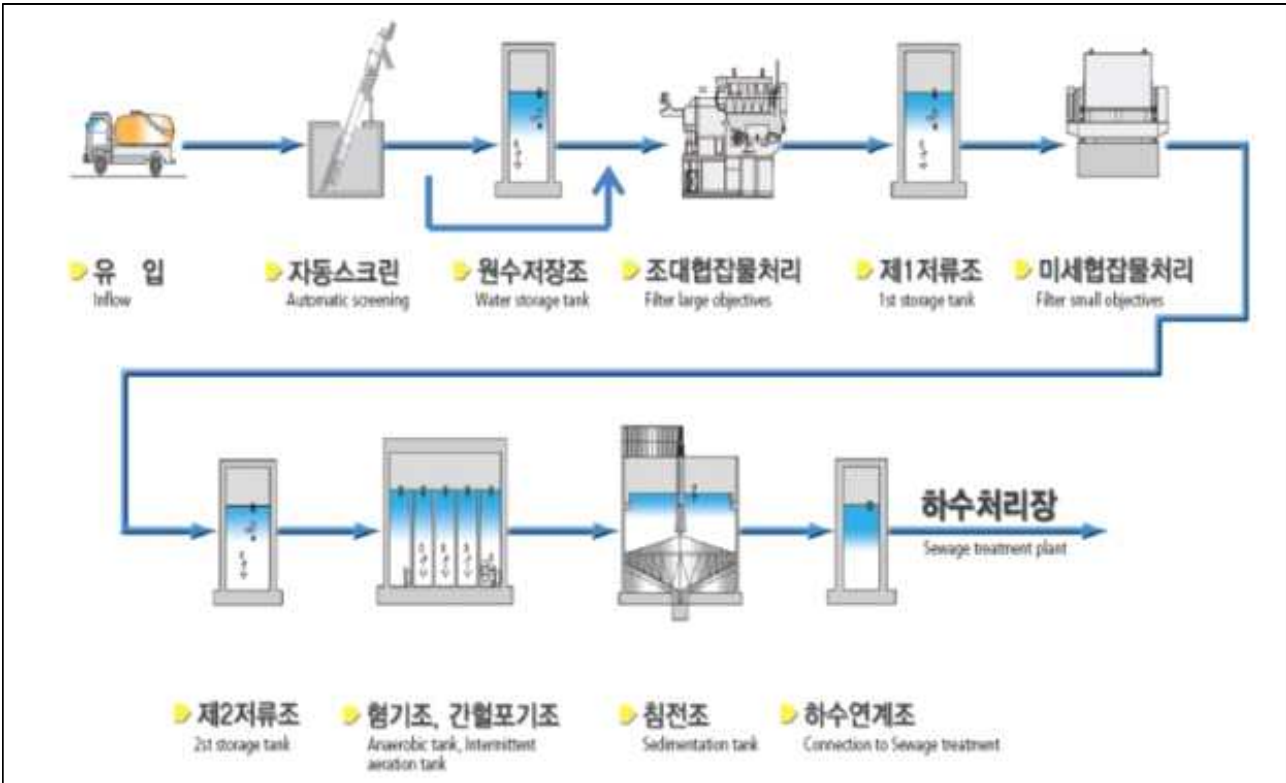 유 입
Inflow
자동스크린
Automatic screening
원수저장조
Water storage tank
조대협잡물처리
Filter large objectives
제1저류조
1st storage tank
미세협잡물처리
Filter small objectives
하수처리장
Sewage treatment plant
제2저류조
2st storage tank
혐기조, 간헐포기조
Anaerobic tank, Intermittent
aeration tank
침전조
Sedimentation tank
하수연계조
Connection to Sewage treatment